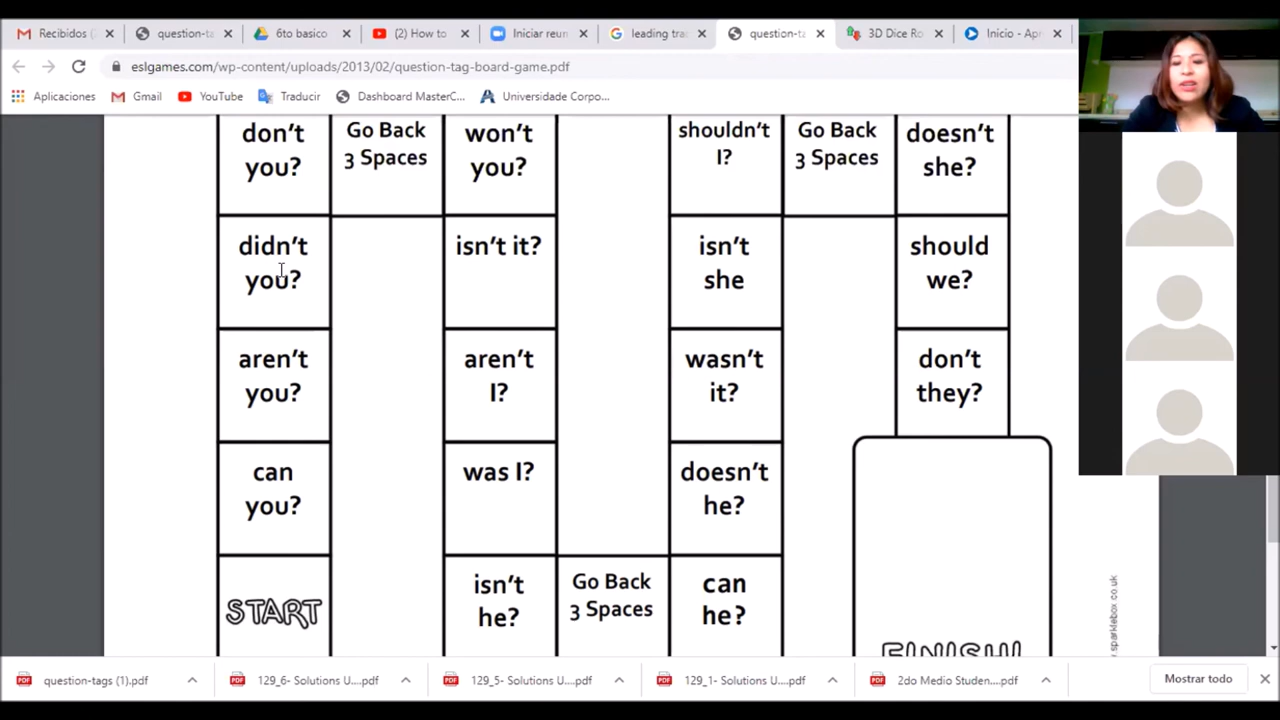 Recibidos (
question-ta
6to basico
(2) How to
Iniciar reun
leading tra
question-ta
3D Dice Ro
Inicio - Apr
eslgames.com/wp-content/uploads/2013/02/question-tag-board-game.pdf
Aplicaciones
Gmail
YouTube
Traducir
Dashboard MasterC...
Universidade Corpo...
don't
you?
Go Back
3 Spaces
won't
you?
shouldn't
I?
Go Back
3 Spaces
doesn't
she?
didn't
you?
isn't it?
isn't
she
should
we?
aren't
you?
aren't
I?
wasn't
it?
don't
they?
can
you?
was I?
doesn't
he?
START
isn't
he?
Go Back
3 Spaces
can
he?
FINISH!
.sparklebox.co.uk
question-tags (1).pdf
129_6- Solutions U....pdf
129_5- Solutions U....pdf
129_1- Solutions U....pdf
2do Medio Studen....pdf
Mostrar todo